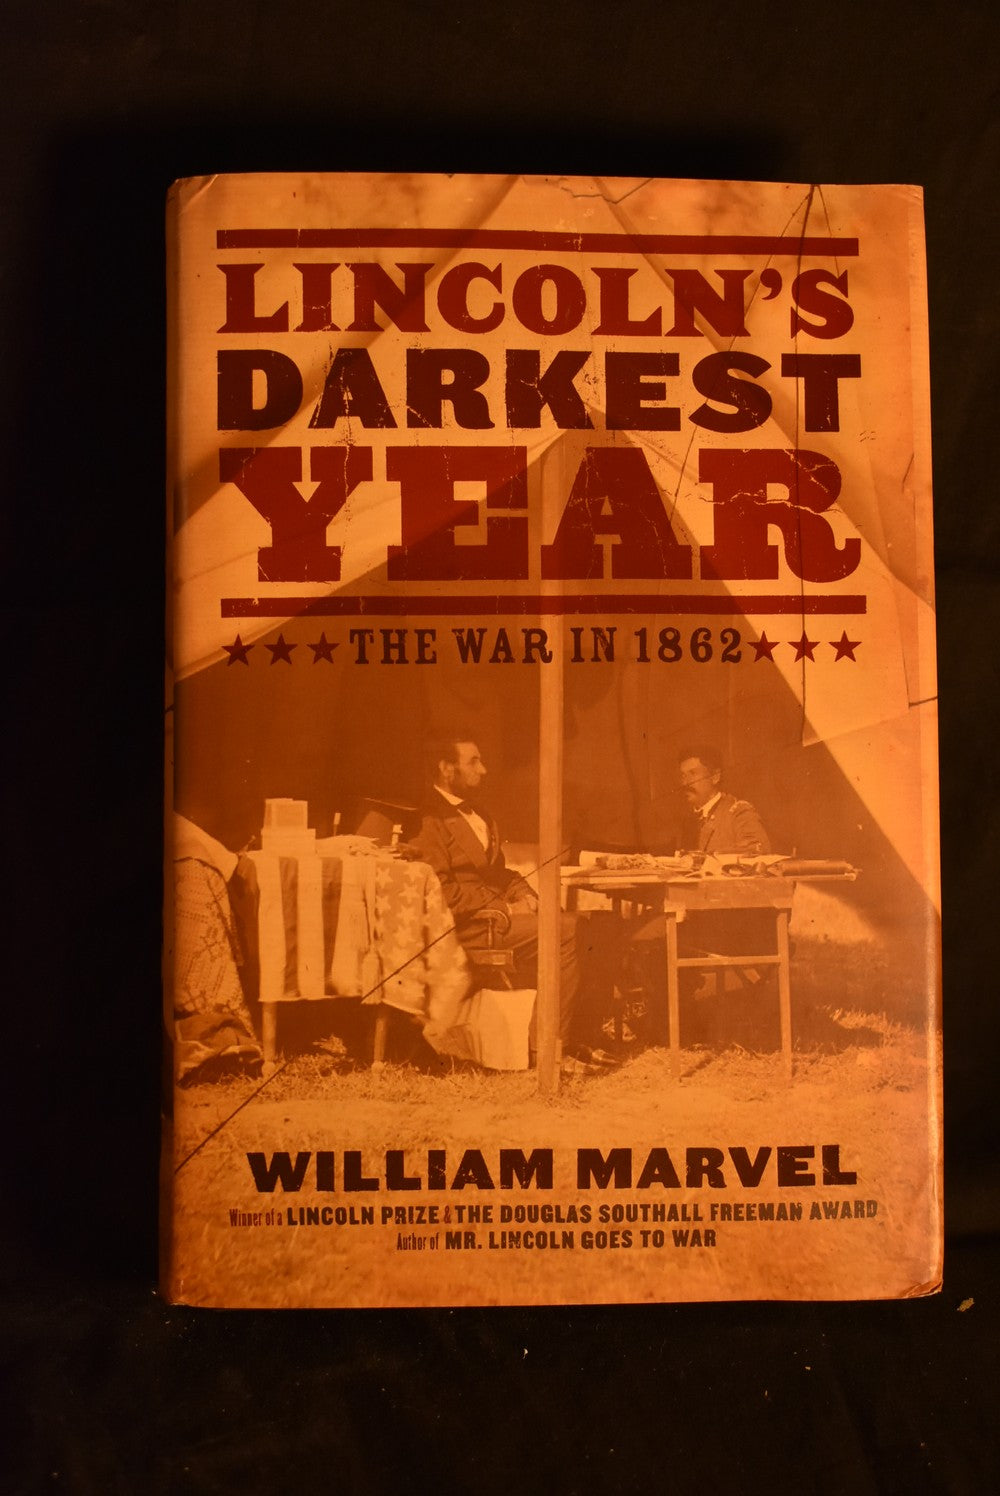 LINCOLN'S
DARKEST
YEAR
★★★THE WAR IN 1862★★★
WILLIAM MARVEL
Winner of a LINCOLN PRIZE & THE DOUGLAS SOUTHALL FREEMAN AWARD
Author of MR. LINCOLN GOES TO WAR